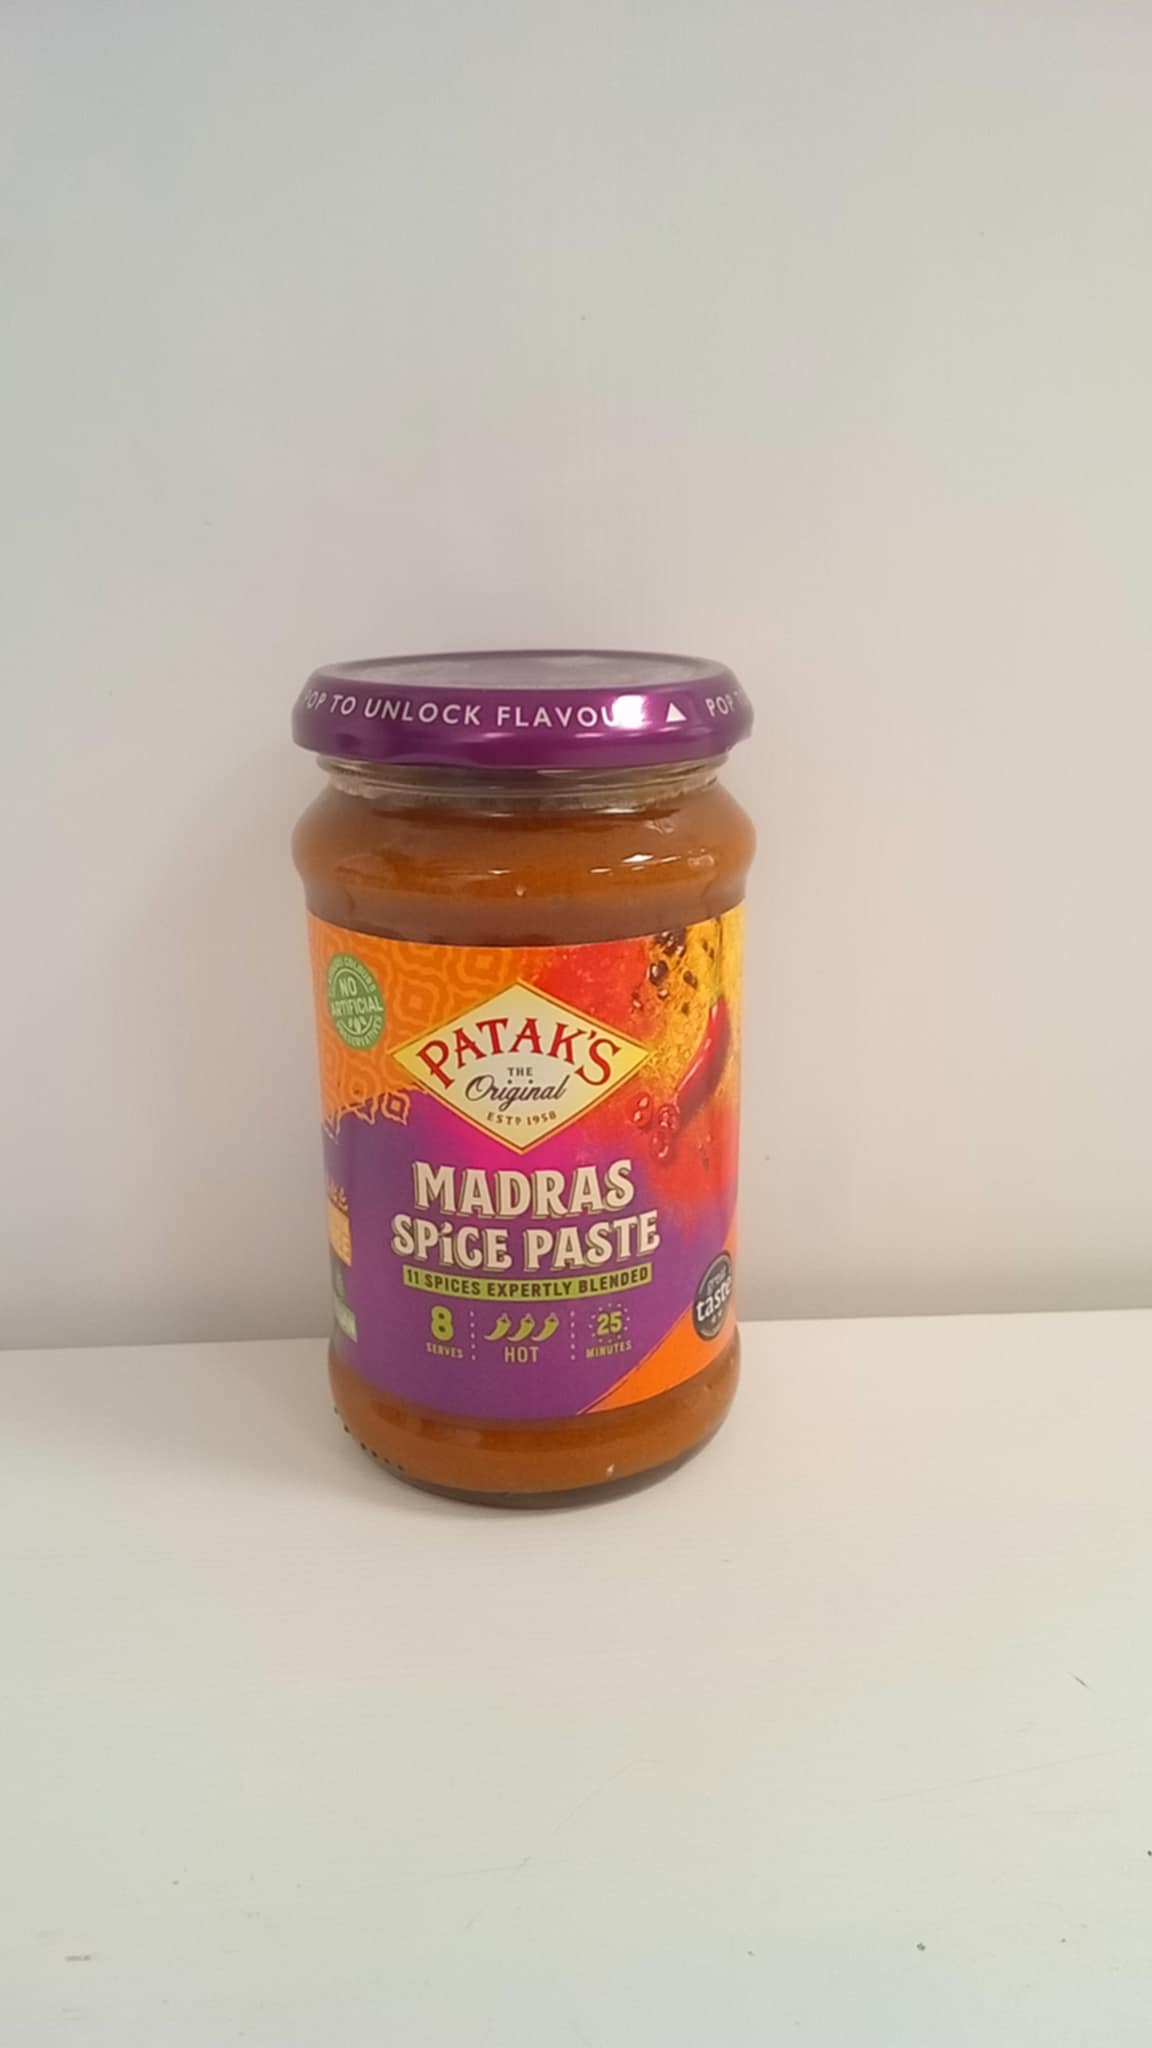 POP TO UNLOCK FLAVOU ▲ POP T
NO
ARTIFICIAL
PATAK'S
THE
Original
ESTD 1958
MADRAS
SPiCE PASTE
11 SPICES EXPERTLY BLENDED
8
SERVES
HOT
25
MINUTES
great
taste